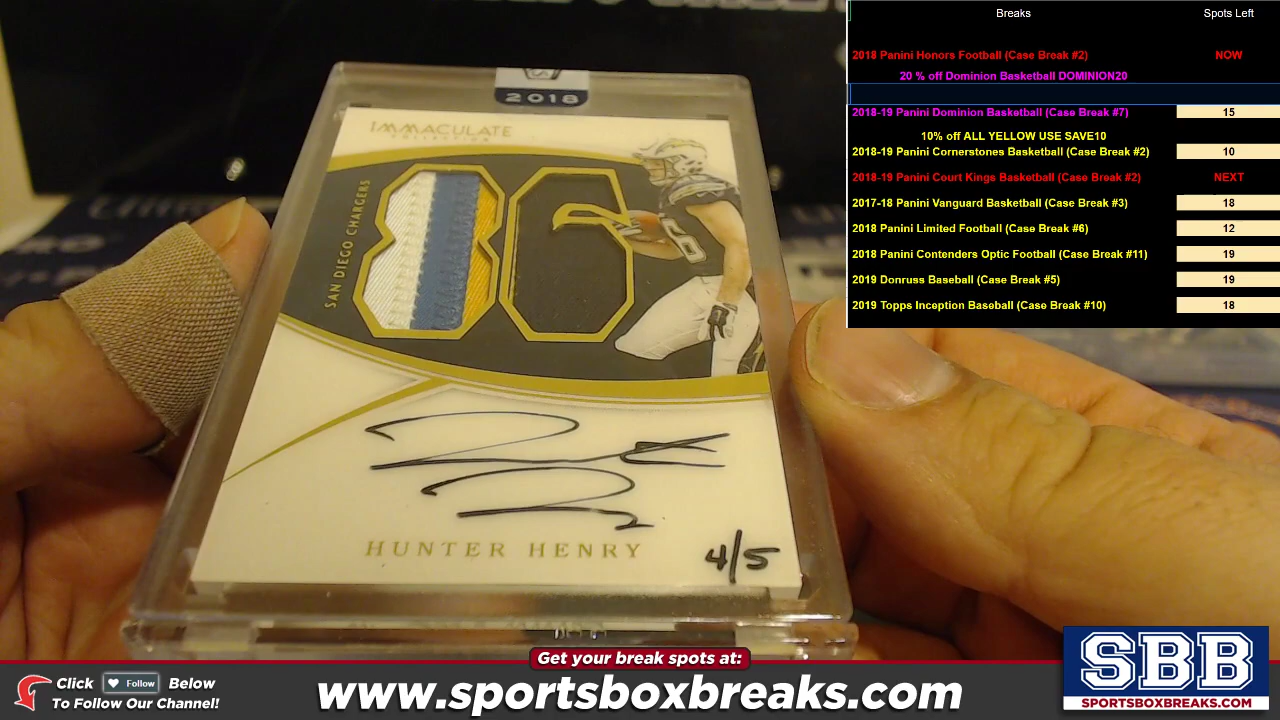 2018
IMMACULATE
COLLECTION
SAN DIEGO CHARGERS
86
HUNTER HENRY
4/5
Breaks Spots Left
2018 Panini Honors Football (Case Break #2) NOW
20 % off Dominion Basketball DOMINION20
2018-19 Panini Dominion Basketball (Case Break #7) 15
10% off ALL YELLOW USE SAVE10
2018-19 Panini Cornerstones Basketball (Case Break #2) 10
2018-19 Panini Court Kings Basketball (Case Break #2) NEXT
2017-18 Panini Vanguard Basketball (Case Break #3) 18
2018 Panini Limited Football (Case Break #6) 12
2018 Panini Contenders Optic Football (Case Break #11) 19
2019 Donruss Baseball (Case Break #5) 19
2019 Topps Inception Baseball (Case Break #10) 18
Get your break spots at:
Click Follow Below
To Follow Our Channel!
www.sportsboxbreaks.com
SBB
SPORTSBOXBREAKS.COM